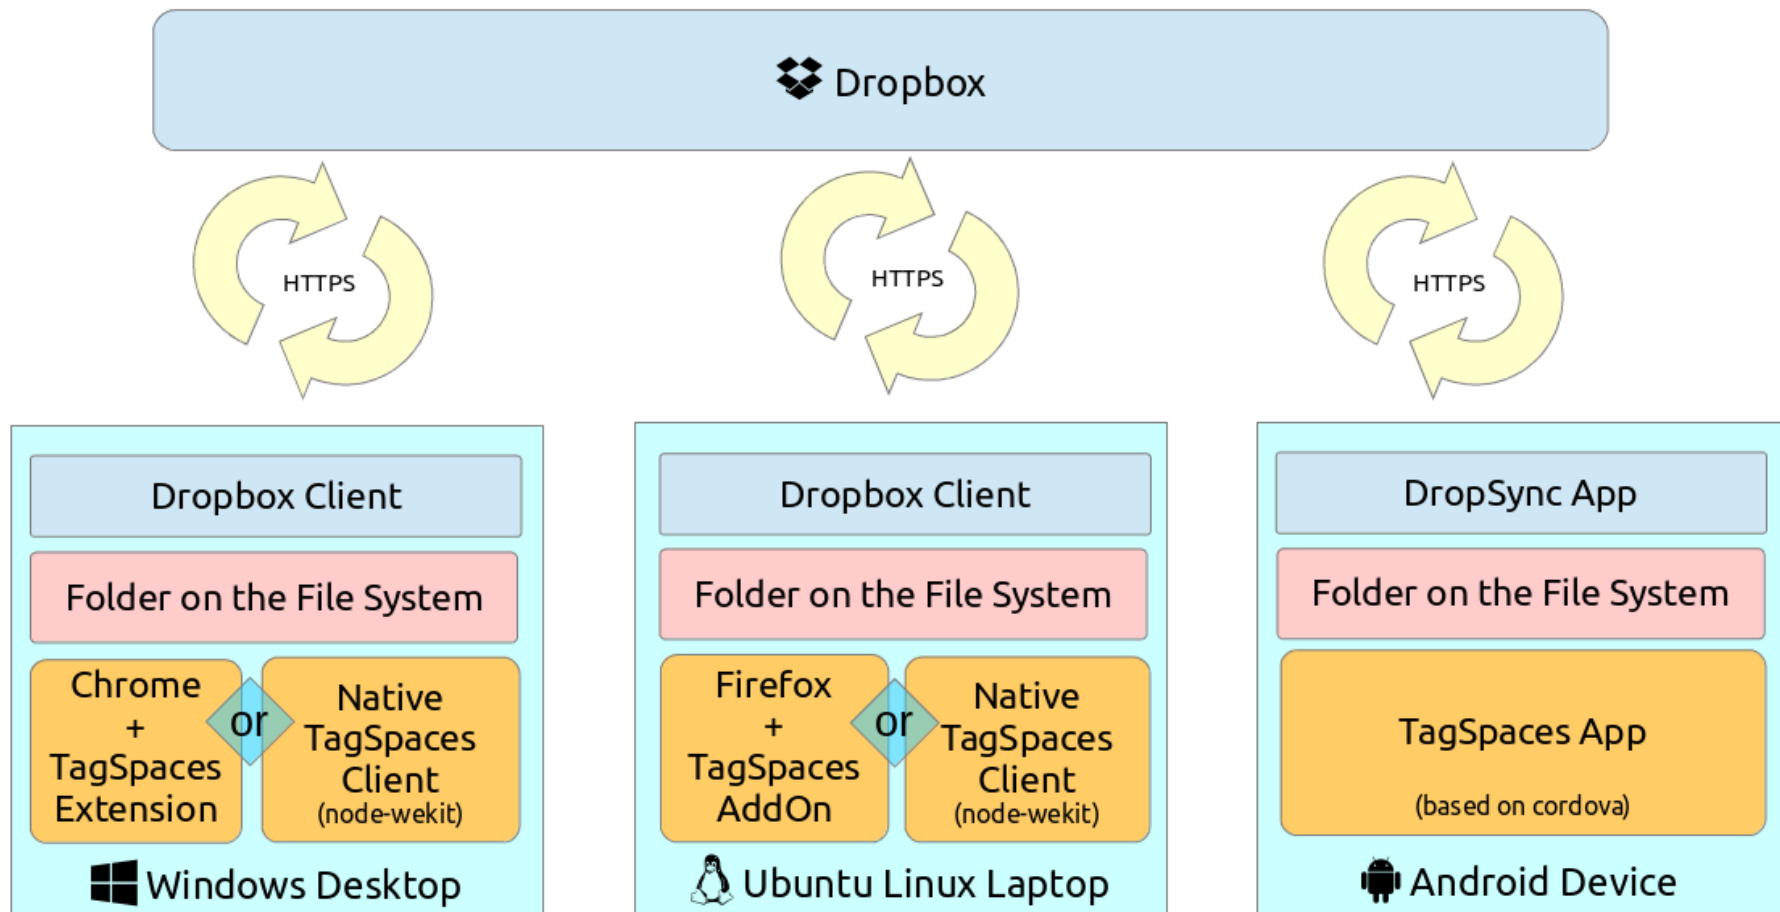 Dropbox
HTTPS
HTTPS
HTTPS
Dropbox Client
Folder on the File System
Chrome
+
TagSpaces
Extension
or
Native
TagSpaces
Client
(node-wekit)
Windows Desktop
Dropbox Client
Folder on the File System
Firefox
+
TagSpaces
AddOn
or
Native
TagSpaces
Client
(node-wekit)
Ubuntu Linux Laptop
DropSync App
Folder on the File System
TagSpaces App
(based on cordova)
Android Device